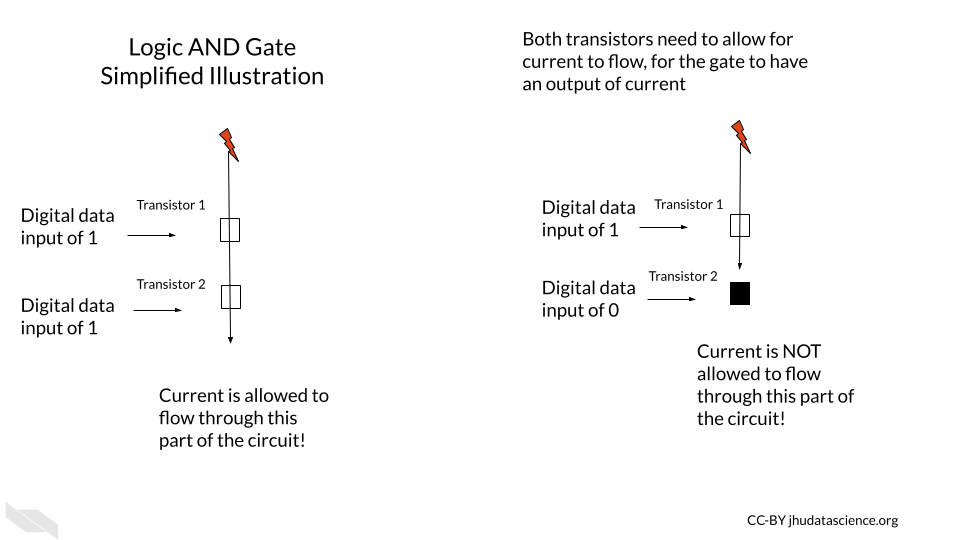 Logic AND Gate
Simplified Illustration
Transistor 1
Digital data
input of 1
Transistor 2
Digital data
input of 1
Current is allowed to
flow through this
part of the circuit!
Both transistors need to allow for
current to flow, for the gate to have
an output of current
Digital data
input of 1
Transistor 1
Transistor 2
Digital data
input of 0
Current is NOT
allowed to flow
through this part of
the circuit!
CC-BY jhudatascience.org